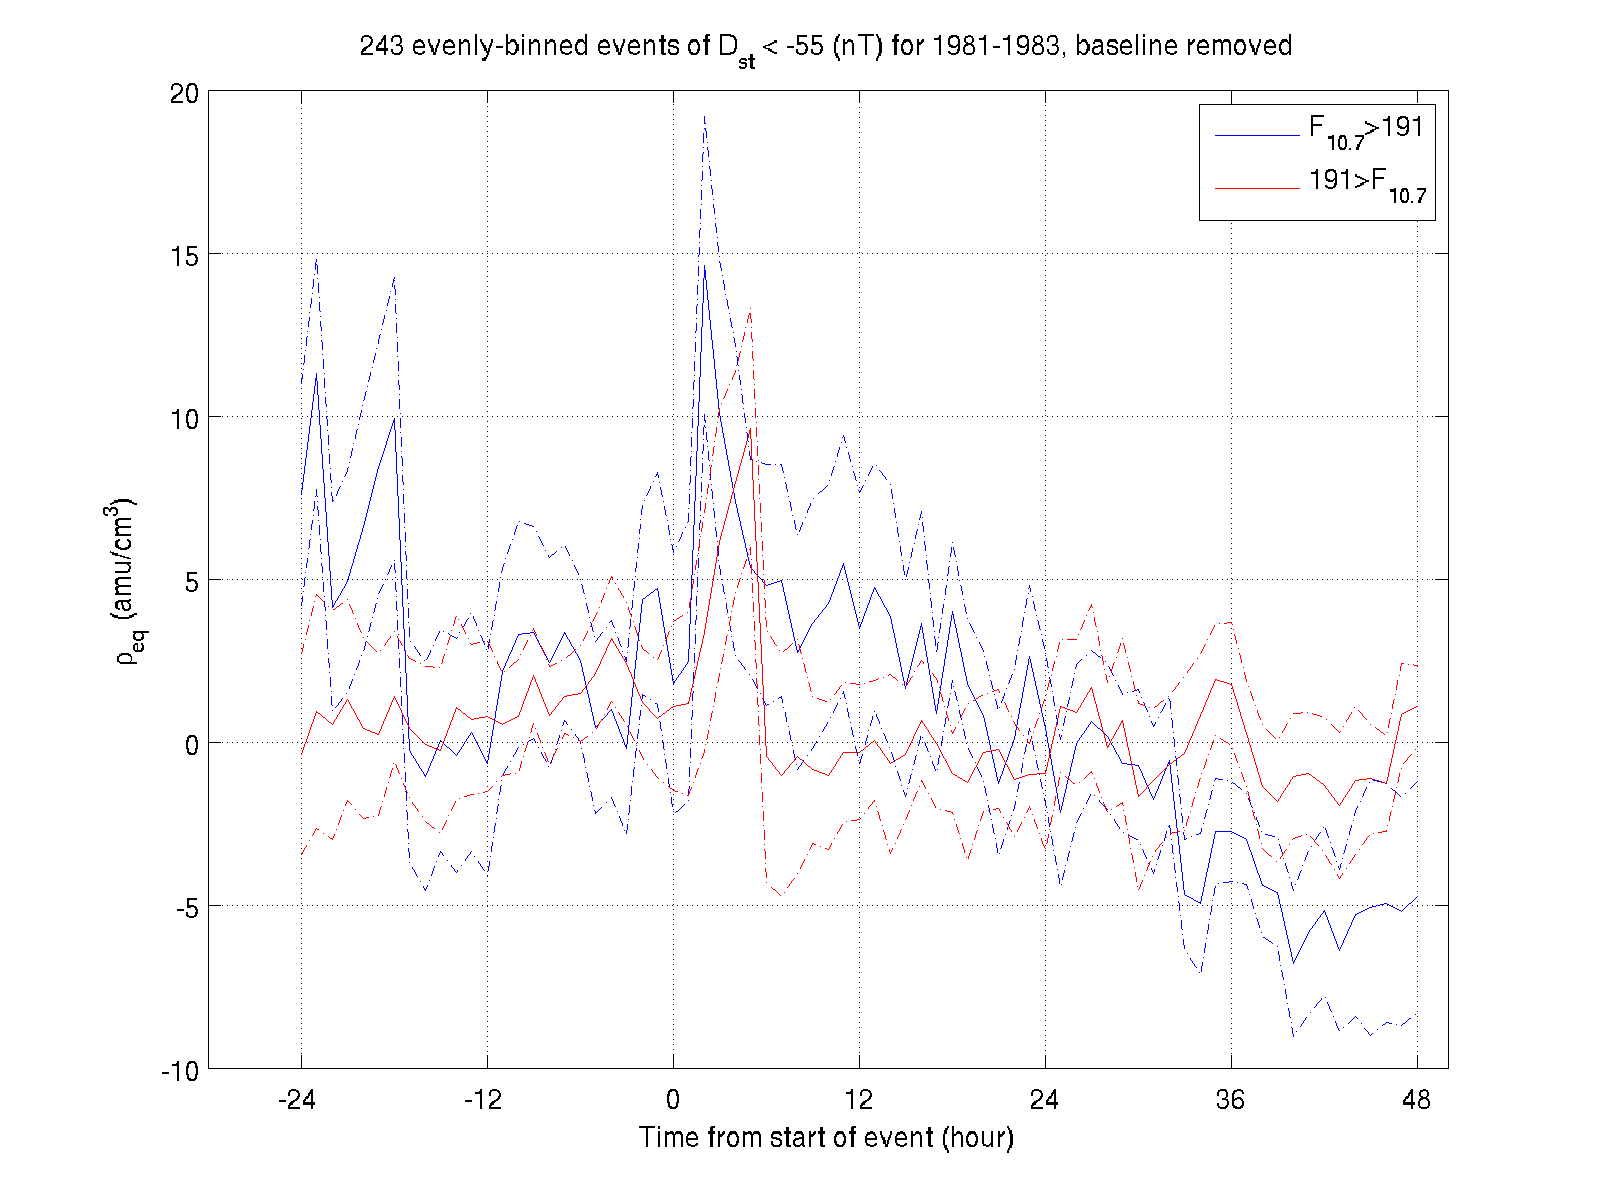 243 evenly-binned events of Dst < -55 (nT) for 1981-1983, baseline removed
F10.7>191
191>F10.7
20
15
10
5
0
-5
-10
ρeq (amu/cm³)
-24 -12 0 12 24 36 48
Time from start of event (hour)